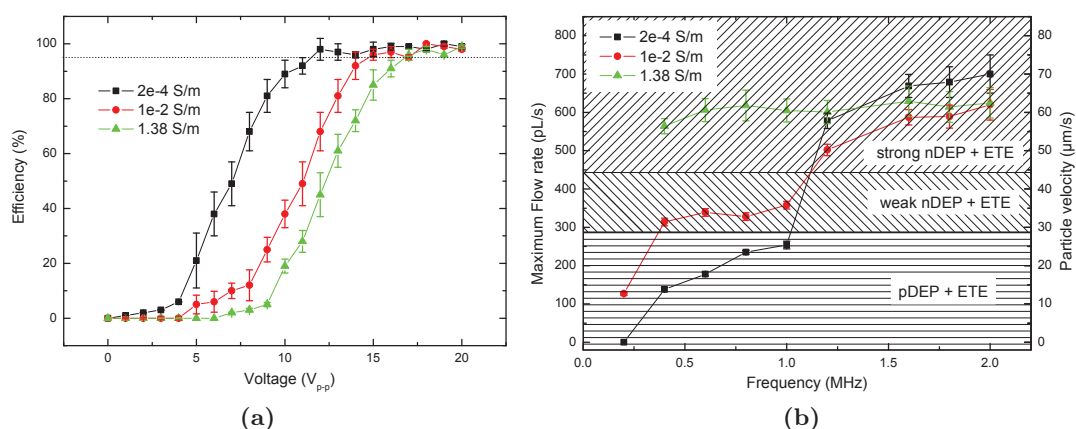 100
80
60
40
20
0
Efficiency (%)
2e-4 S/m
1e-2 S/m
1.38 S/m
0
5
10
15
20
Voltage (Vp-p)
(a)
800
700
600
500
400
300
200
100
0
Maximum Flow rate (pL/s)
2e-4 S/m
1e-2 S/m
1.38 S/m
strong nDEP + ETE
weak nDEP + ETE
pDEP + ETE
80
70
60
50
40
30
20
10
0
Particle velocity (µm/s)
0.0
0.5
1.0
1.5
2.0
Frequency (MHz)
(b)